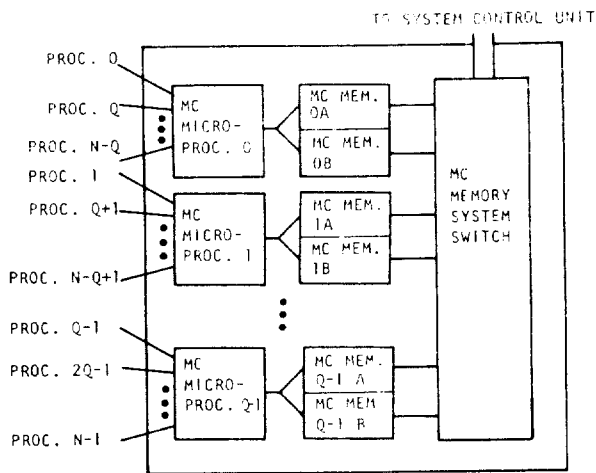 TO SYSTEM CONTROL UNIT
PROC. 0
PROC. Q
PROC. N-Q
MC
MICRO-
PROC. 0
MC MEM.
0A
MC MEM.
0B
PROC. 1
PROC. Q+1
PROC. N-Q+1
MC
MICRO-
PROC. 1
MC MEM.
1A
MC MEM.
1B
MC
MEMORY
SYSTEM
SWITCH
PROC. Q-1
PROC. 2Q-1
PROC. N-1
MC
MICRO-
PROC. Q-1
MC MEM.
Q-1 A
MC MEM
Q-1 B